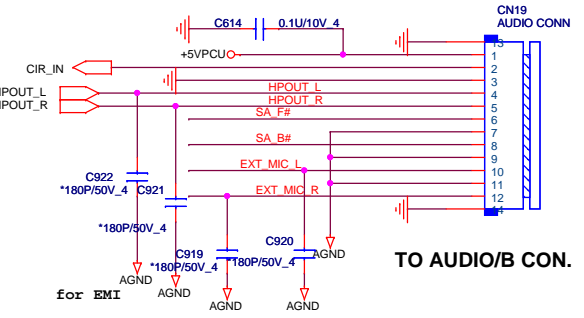 CN19
AUDIO CONN
C614
0.1U/10V_4
13
+5VPCU
1
CIR_IN
2
3
HPOUT_L
4
HPOUT_L
HPOUT_R
5
HPOUT_R
SA_F#
6
7
SA_B#
8
9
EXT_MIC_L
10
11
EXT_MIC_R
12
14
C922
*180P/50V_4
C921
*180P/50V_4
C919
*180P/50V_4
C920
*180P/50V_4
AGND
TO AUDIO/B CON.
AGND
AGND
for EMI
AGND
AGND